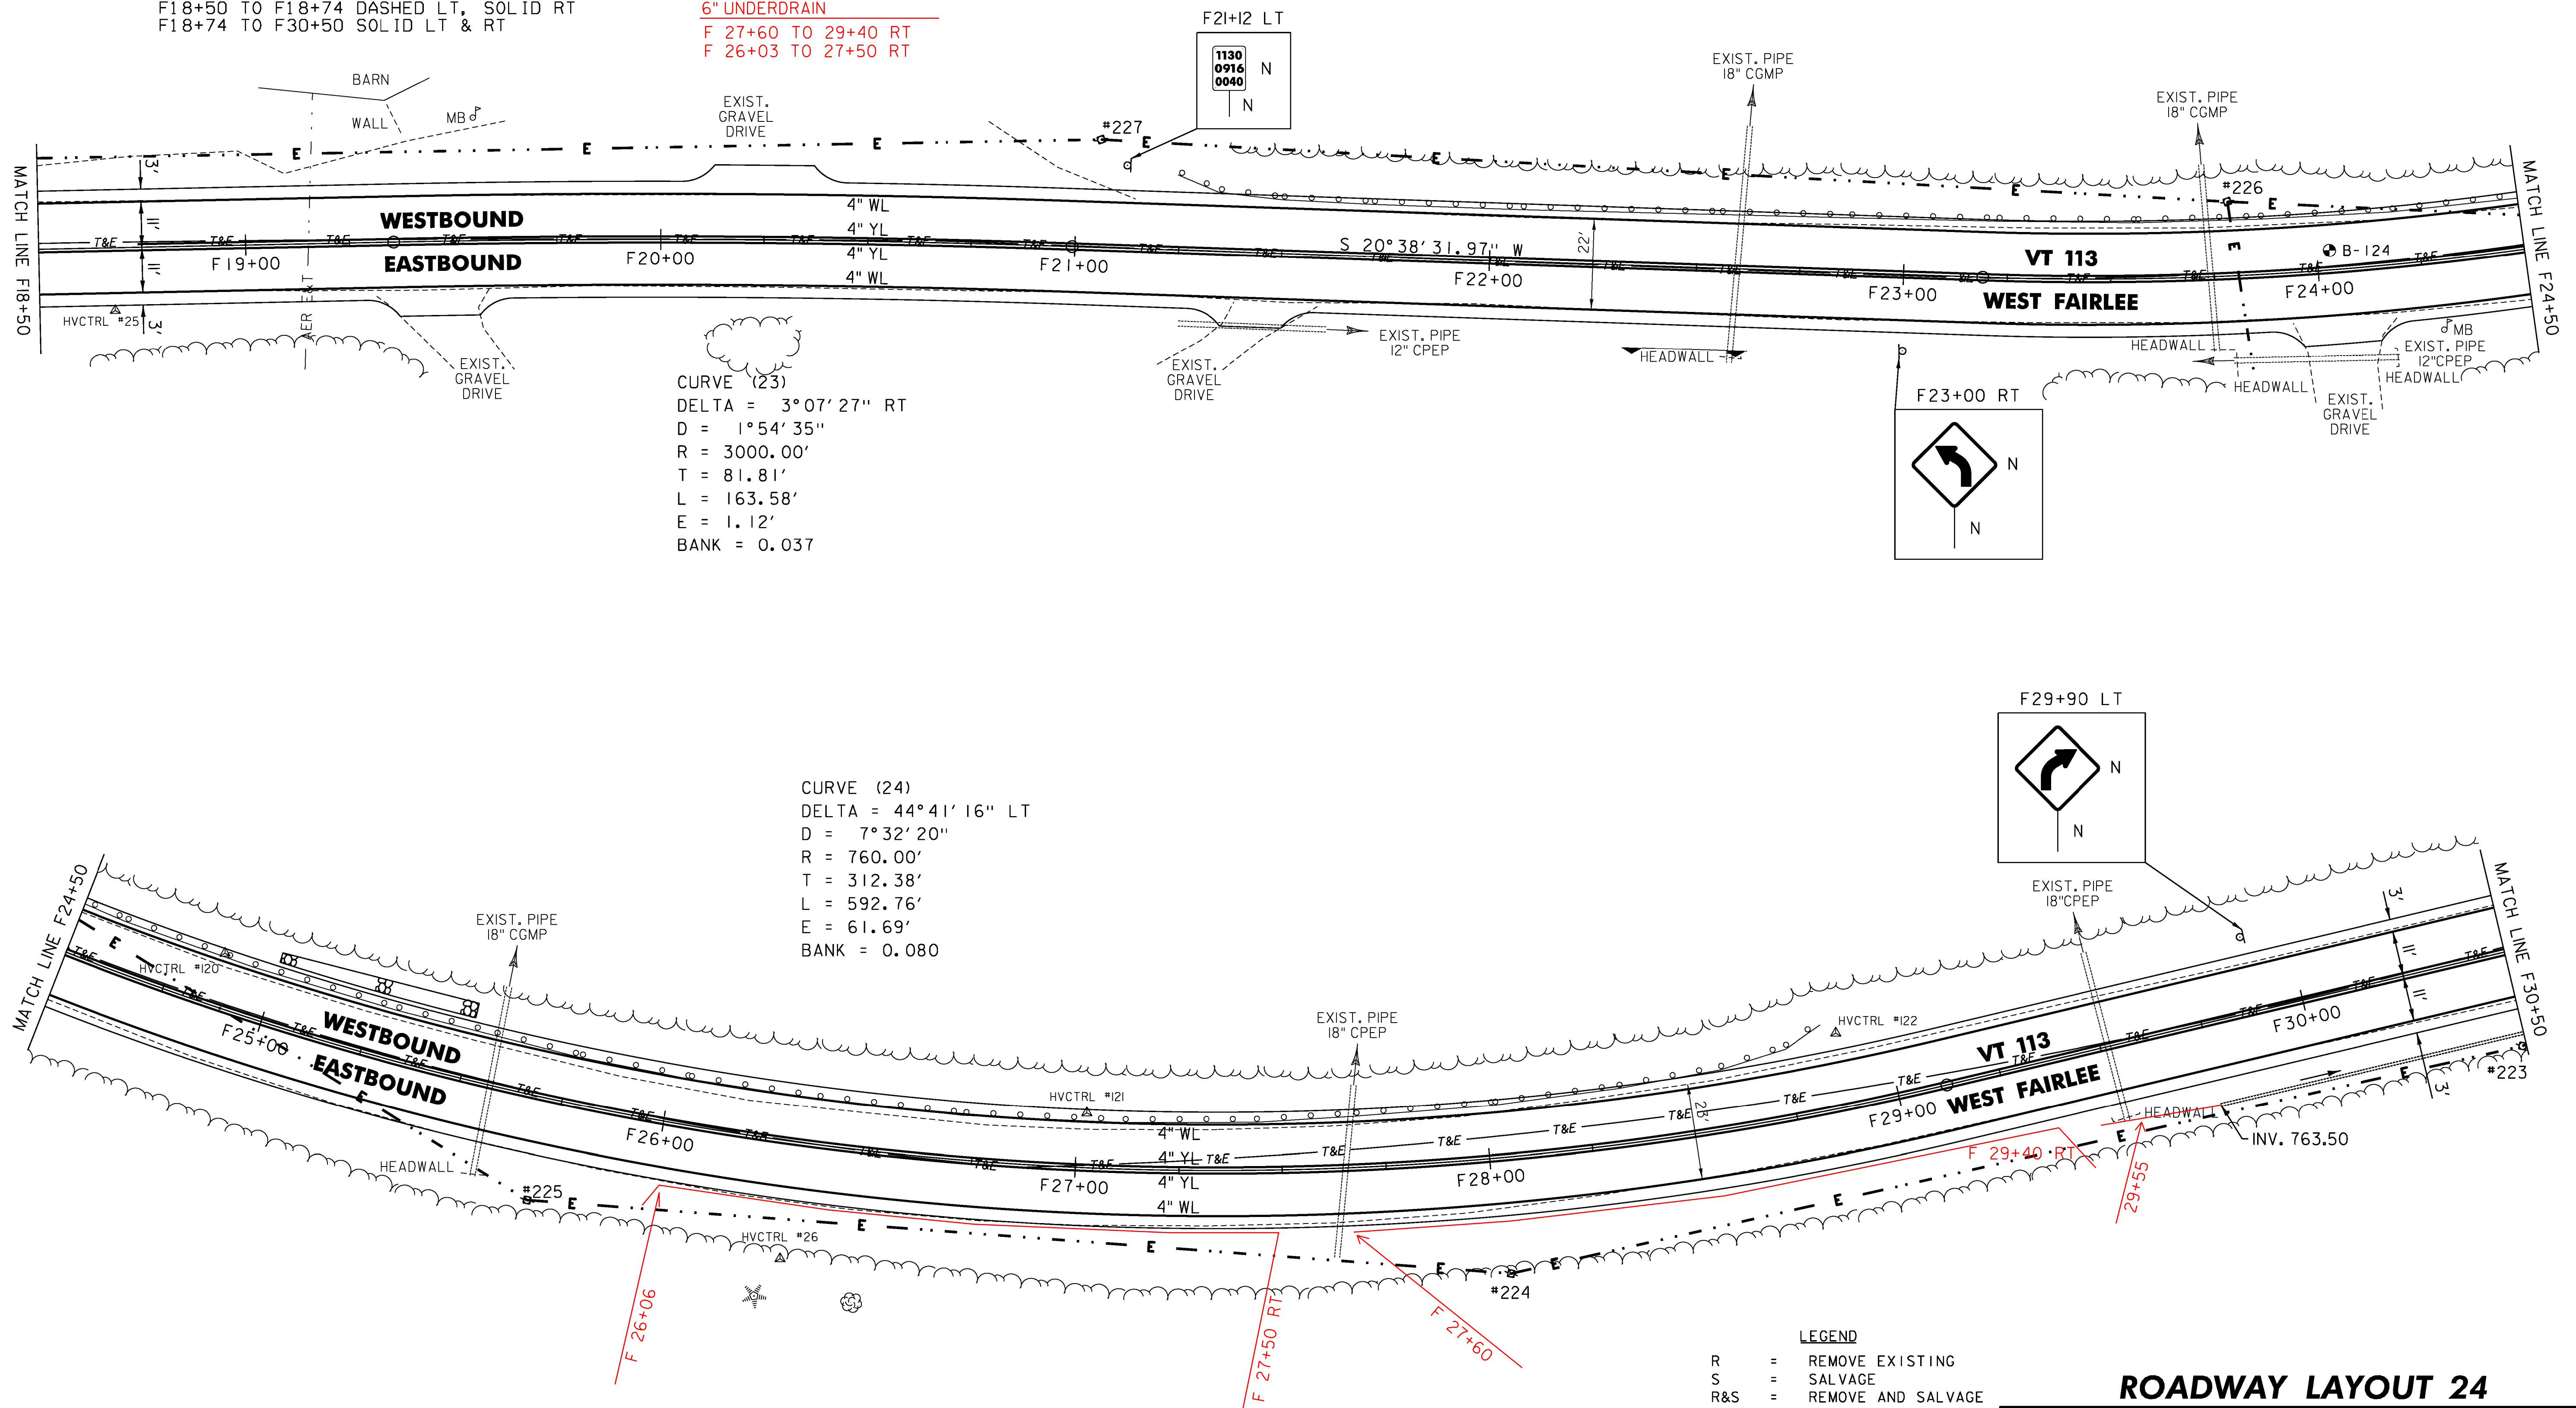 F18+50 TO F18+74 DASHED LT, SOLID RT
F18+74 TO F30+50 SOLID LT & RT
6" UNDERDRAIN
F 27+60 TO 29+40 RT
F 26+03 TO 27+50 RT
F21+12 LT
1130
0916
0040
N
N
EXIST. PIPE
18" CGMP
EXIST. PIPE
18" CGMP
BARN
WALL
MB
EXIST.
GRAVEL
DRIVE
#227
#226
E E E E E E E E E
MATCH LINE F18+50
MATCH LINE F24+50
3'
11'
11'
3'
WESTBOUND
EASTBOUND
4" WL
4" YL
4" YL
4" WL
T&E T&E T&E T&E T&E T&E T&E T&E T&E
S 20°38'31.97" W
22'
VT 113
WEST FAIRLEE
B-124
F19+00
F20+00
F21+00
F22+00
F23+00
F24+00
HVCTRL #25
EXIST.
GRAVEL
DRIVE
EXIST.
GRAVEL
DRIVE
EXIST. PIPE
12" CPEP
HEADWALL
HEADWALL
HEADWALL
MB
EXIST. PIPE
12"CPEP
HEADWALL
EXIST.
GRAVEL
DRIVE
F23+00 RT
N
N
CURVE (23)
DELTA = 3°07'27" RT
D = 1°54'35"
R = 3000.00'
T = 81.81'
L = 163.58'
E = 1.12'
BANK = 0.037
F29+90 LT
N
N
CURVE (24)
DELTA = 44°41'16" LT
D = 7°32'20"
R = 760.00'
T = 312.38'
L = 592.76'
E = 61.69'
BANK = 0.080
MATCH LINE F24+50
MATCH LINE F30+50
EXIST. PIPE
18" CGMP
EXIST. PIPE
18" CPEP
EXIST. PIPE
18"CPEP
HVCTRL #120
HVCTRL #121
HVCTRL #122
HVCTRL #26
WESTBOUND
EASTBOUND
4" WL
4" YL
4" YL
4" WL
T&E T&E T&E T&E T&E T&E T&E T&E T&E
23'
VT 113
WEST FAIRLEE
F25+00
F26+00
F27+00
F28+00
F29+00
F30+00
3'
11'
11'
3'
HEADWALL
HEADWALL
#225
#224
#223
INV. 763.50
E E E E E E E E
F 26+06
F 27+50 RT
F 27+60
F 29+40 RT
29+55
LEGEND
R = REMOVE EXISTING
S = SALVAGE
R&S = REMOVE AND SALVAGE
ROADWAY LAYOUT 24